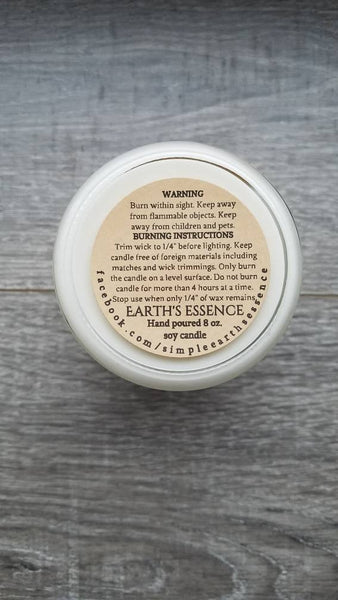 WARNING
Burn within sight. Keep away
from flammable objects. Keep
away from children and pets.
BURNING INSTRUCTIONS
Trim wick to 1/4" before lighting. Keep
candle free of foreign materials including
matches and wick trimmings. Only burn
the candle on a level surface. Do not burn
candle for more than 4 hours at a time.
Stop use when only 1/4" of wax remains.
EARTH'S ESSENCE
Hand poured 8 oz.
soy candle
facebook.com/simpleearthsessence